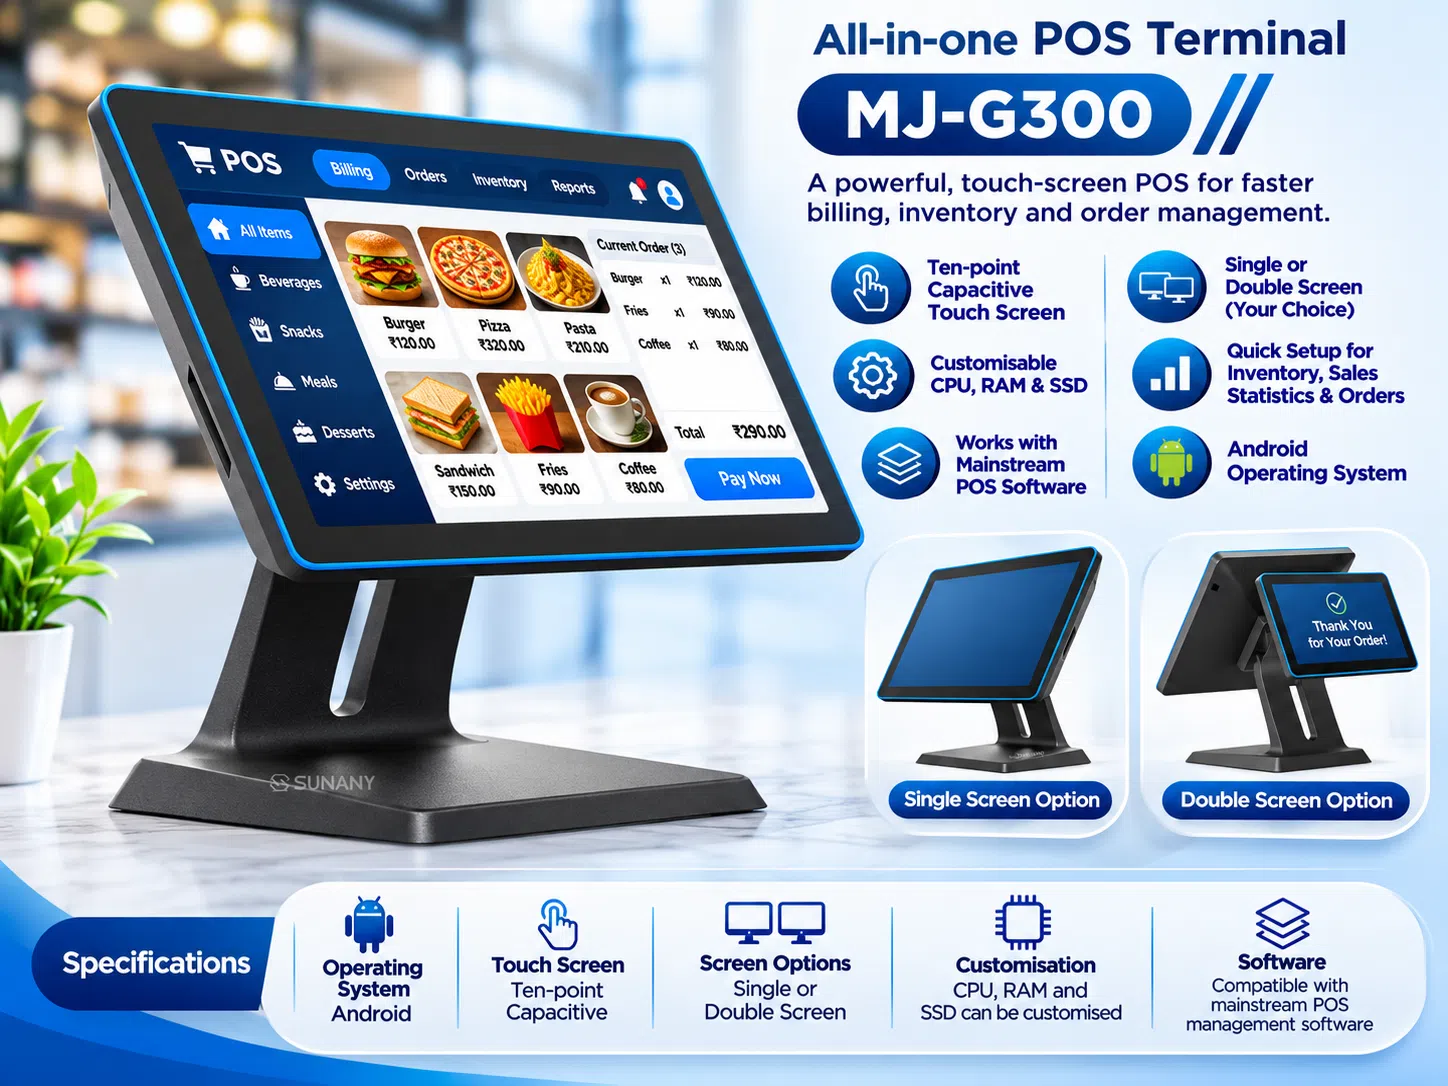 All-in-one POS Terminal
MJ-G300
A powerful, touch-screen POS for faster
billing, inventory and order management.
Ten-point
Capacitive
Touch Screen
Single or
Double Screen
(Your Choice)
Customisable
CPU, RAM & SSD
Quick Setup for
Inventory, Sales
Statistics & Orders
Works with
Mainstream
POS Software
Android
Operating System
POS
Billing
Orders
Inventory
Reports
All Items
Beverages
Snacks
Meals
Desserts
Settings
Burger
₹120.00
Pizza
₹320.00
Pasta
₹210.00
Sandwich
₹150.00
Fries
₹90.00
Coffee
₹80.00
Current Order (3)
Burger x1 ₹120.00
Fries x1 ₹90.00
Coffee x1 ₹80.00
Total ₹290.00
Pay Now
SUNANY
Thank You
for Your Order!
Single Screen Option
Double Screen Option
Specifications
Operating
System
Android
Touch Screen
Ten-point
Capacitive
Screen Options
Single or
Double Screen
Customisation
CPU, RAM and
SSD can be customised
Software
Compatible with
mainstream POS
management software